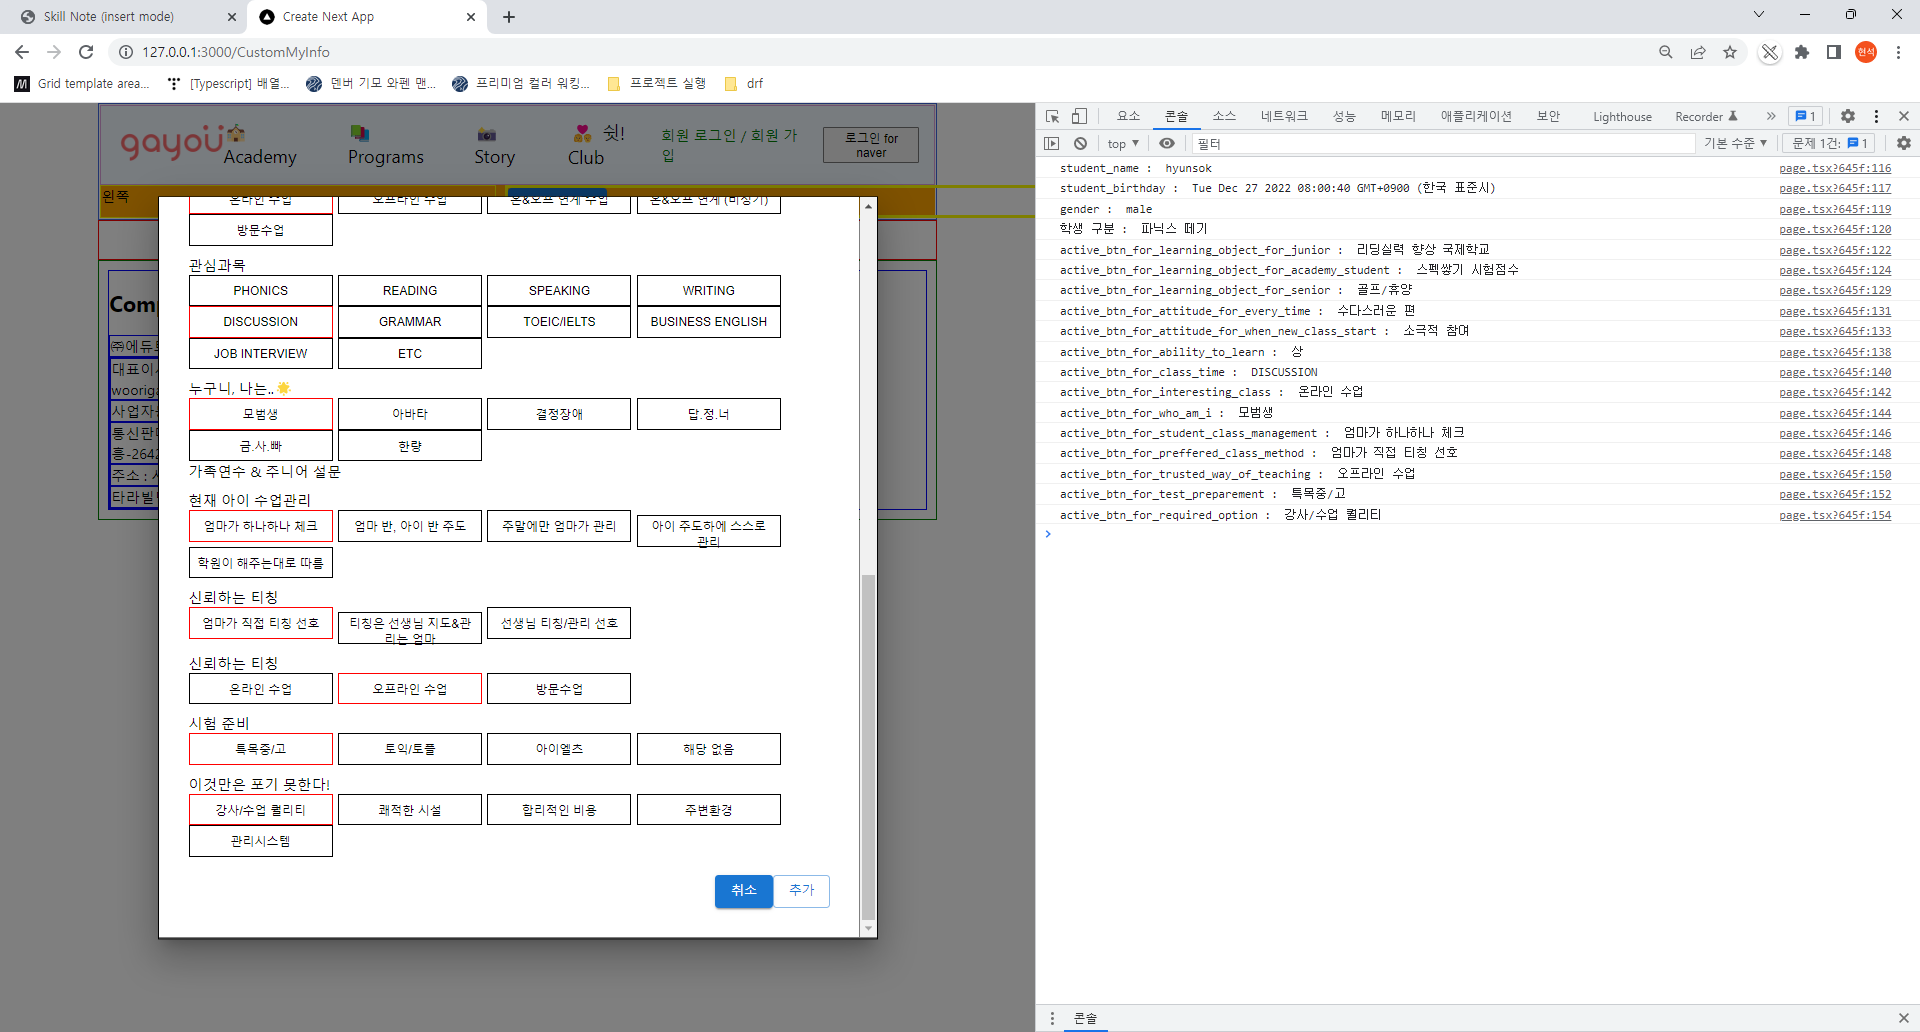 Skill Note (insert mode)
Create Next App
127.0.0.1:3000/CustomMyInfo
현석
Grid template area...
[Typescript] 배열...
덴버 기모 와펜 맨...
프리미엄 컬러 워킹...
프로젝트 실행
drf
gayou
Academy
Programs
Story
쉿!
Club
회원 로그인 / 회원 가
입
로그인 for
naver
왼쪽
온라인 수업
오프라인 수업
온&오프 연계 수업
온&오프 연계 (비정기)
방문수업
관심과목
PHONICS
READING
SPEAKING
WRITING
DISCUSSION
GRAMMAR
TOEIC/IELTS
BUSINESS ENGLISH
JOB INTERVIEW
ETC
누구니, 나는..🌟
모범생
아바타
결정장애
답.정.너
금.사.빠
한량
가족연수 & 주니어 설문
현재 아이 수업관리
엄마가 하나하나 체크
엄마 반, 아이 반 주도
주말에만 엄마가 관리
아이 주도하에 스스로
관리
학원이 해주는대로 따름
신뢰하는 티칭
엄마가 직접 티칭 선호
티칭은 선생님 지도&관
리는 엄마
선생님 티칭/관리 선호
신뢰하는 티칭
온라인 수업
오프라인 수업
방문수업
시험 준비
특목중/고
토익/토플
아이엘츠
해당 없음
이것만은 포기 못한다!
강사/수업 퀄리티
쾌적한 시설
합리적인 비용
주변환경
관리시스템
취소
추가
Com
㈜에듀
대표이
woorig
사업자
통신판
흥-2642
주소 : 
타라빌
요소
콘솔
소스
네트워크
성능
메모리
애플리케이션
보안
Lighthouse
Recorder
1
top
필터
기본 수준
문제 1건:
1
student_name : hyunsok page.tsx?645f:116
student_birthday : Tue Dec 27 2022 08:00:40 GMT+0900 (한국 표준시) page.tsx?645f:117
gender : male page.tsx?645f:119
학생 구분 : 파닉스 떼기 page.tsx?645f:120
active_btn_for_learning_object_for_junior : 리딩실력 향상 국제학교 page.tsx?645f:122
active_btn_for_learning_object_for_academy_student : 스펙쌓기 시험점수 page.tsx?645f:124
active_btn_for_learning_object_for_senior : 골프/휴양 page.tsx?645f:129
active_btn_for_attitude_for_every_time : 수다스러운 편 page.tsx?645f:131
active_btn_for_attitude_for_when_new_class_start : 소극적 참여 page.tsx?645f:133
active_btn_for_ability_to_learn : 상 page.tsx?645f:138
active_btn_for_class_time : DISCUSSION page.tsx?645f:140
active_btn_for_interesting_class : 온라인 수업 page.tsx?645f:142
active_btn_for_who_am_i : 모범생 page.tsx?645f:144
active_btn_for_student_class_management : 엄마가 하나하나 체크 page.tsx?645f:146
active_btn_for_preffered_class_method : 엄마가 직접 티칭 선호 page.tsx?645f:148
active_btn_for_trusted_way_of_teaching : 오프라인 수업 page.tsx?645f:150
active_btn_for_test_preparement : 특목중/고 page.tsx?645f:152
active_btn_for_required_option : 강사/수업 퀄리티 page.tsx?645f:154
콘솔